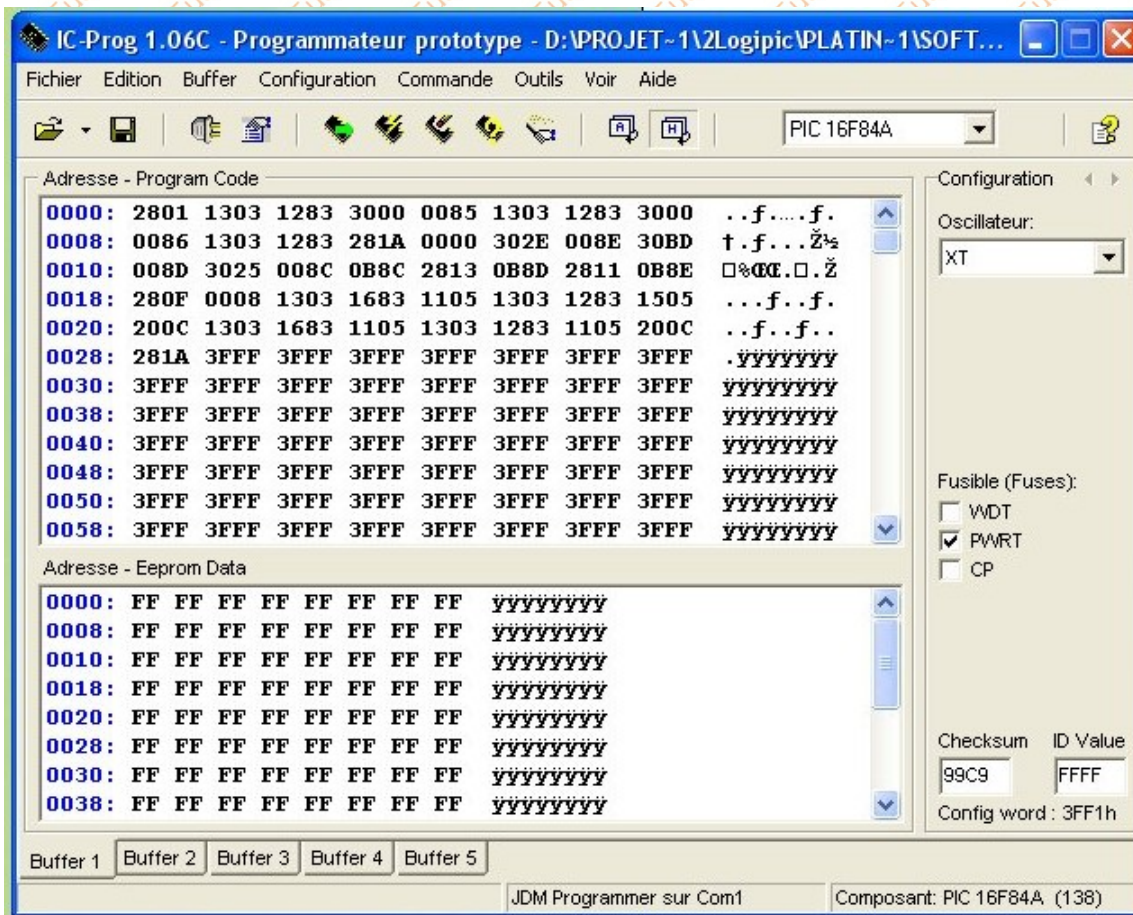 IC-Prog 1.06C - Programmateur prototype - D:\PROJET~1\2Logipic\PLATIN~1\SOFT...
Fichier Edition Buffer Configuration Commande Outils Voir Aide
PIC 16F84A
Adresse - Program Code
0000: 2801 1303 1283 3000 0085 1303 1283 3000 ..ƒ.…..ƒ.
0008: 0086 1303 1283 281A 0000 302E 008E 30BD †.ƒ...Ž½
0010: 008D 3025 008C 0B8C 2813 0B8D 2811 0B8E □%ŒŒ.□.Ž
0018: 280F 0008 1303 1683 1105 1303 1283 1505 ...ƒ..ƒ.
0020: 200C 1303 1683 1105 1303 1283 1105 200C ..ƒ..ƒ..
0028: 281A 3FFF 3FFF 3FFF 3FFF 3FFF 3FFF 3FFF .ÿÿÿÿÿÿÿ
0030: 3FFF 3FFF 3FFF 3FFF 3FFF 3FFF 3FFF 3FFF ÿÿÿÿÿÿÿÿ
0038: 3FFF 3FFF 3FFF 3FFF 3FFF 3FFF 3FFF 3FFF ÿÿÿÿÿÿÿÿ
0040: 3FFF 3FFF 3FFF 3FFF 3FFF 3FFF 3FFF 3FFF ÿÿÿÿÿÿÿÿ
0048: 3FFF 3FFF 3FFF 3FFF 3FFF 3FFF 3FFF 3FFF ÿÿÿÿÿÿÿÿ
0050: 3FFF 3FFF 3FFF 3FFF 3FFF 3FFF 3FFF 3FFF ÿÿÿÿÿÿÿÿ
0058: 3FFF 3FFF 3FFF 3FFF 3FFF 3FFF 3FFF 3FFF ÿÿÿÿÿÿÿÿ
Adresse - Eeprom Data
0000: FF FF FF FF FF FF FF FF ÿÿÿÿÿÿÿÿ
0008: FF FF FF FF FF FF FF FF ÿÿÿÿÿÿÿÿ
0010: FF FF FF FF FF FF FF FF ÿÿÿÿÿÿÿÿ
0018: FF FF FF FF FF FF FF FF ÿÿÿÿÿÿÿÿ
0020: FF FF FF FF FF FF FF FF ÿÿÿÿÿÿÿÿ
0028: FF FF FF FF FF FF FF FF ÿÿÿÿÿÿÿÿ
0030: FF FF FF FF FF FF FF FF ÿÿÿÿÿÿÿÿ
0038: FF FF FF FF FF FF FF FF ÿÿÿÿÿÿÿÿ
Configuration
Oscillateur:
XT
Fusible (Fuses):
WDT
PWRT
CP
Checksum ID Value
99C9 FFFF
Config word : 3FF1h
Buffer 1 Buffer 2 Buffer 3 Buffer 4 Buffer 5
JDM Programmer sur Com1 Composant: PIC 16F84A (138)